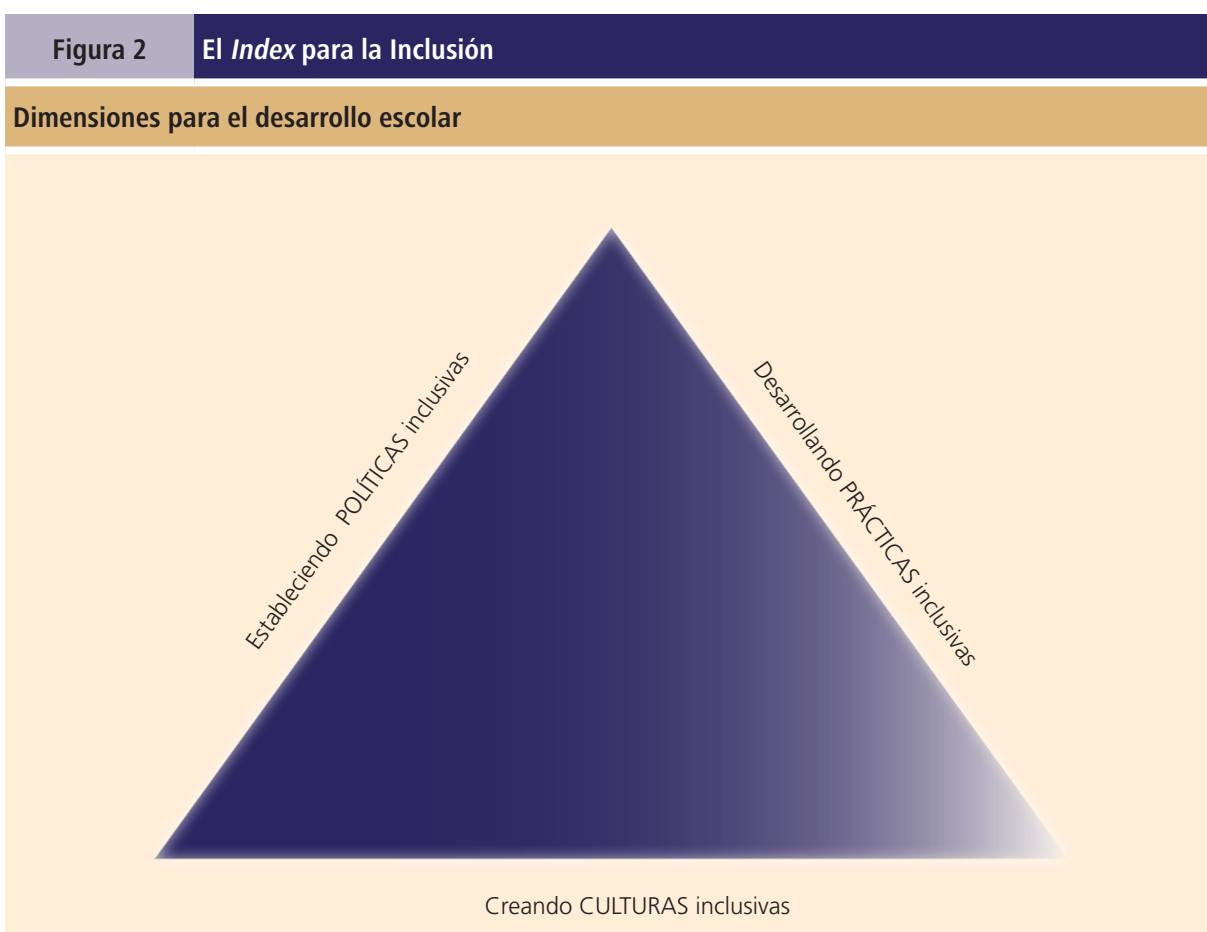 Figura 2
El Index para la Inclusión
Dimensiones para el desarrollo escolar
Estableciendo POLÍTICAS inclusivas
Desarrollando PRÁCTICAS inclusivas
Creando CULTURAS inclusivas